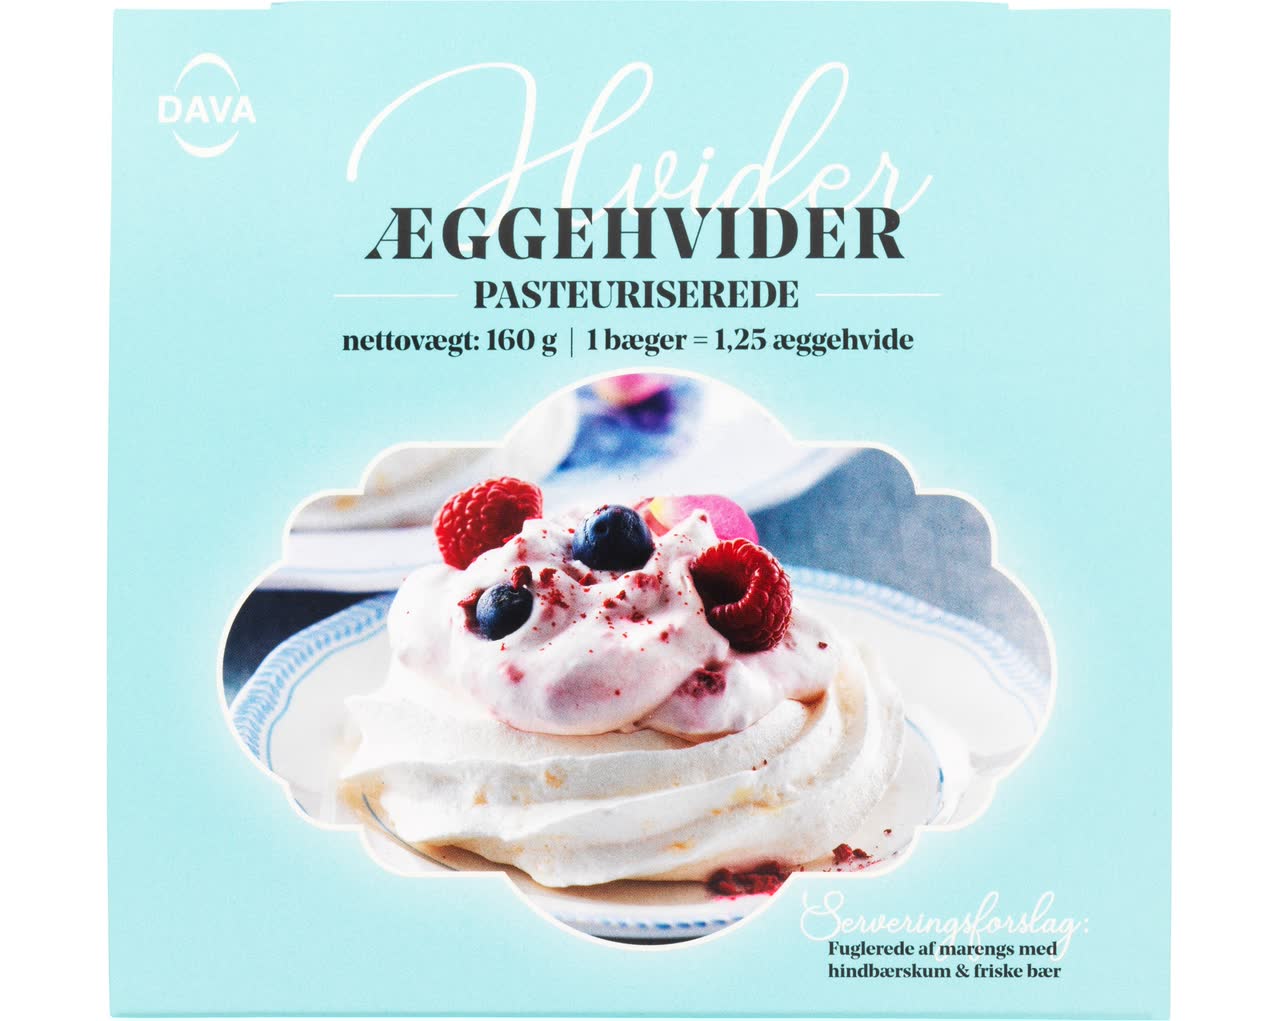 DAVA
Hvider
ÆGGEHVIDER
PASTEURISEREDE
nettovægt: 160 g | 1 bæger = 1,25 æggehvide
Serveringsforslag:
Fuglerede af marengs med
hindbærskum & friske bær